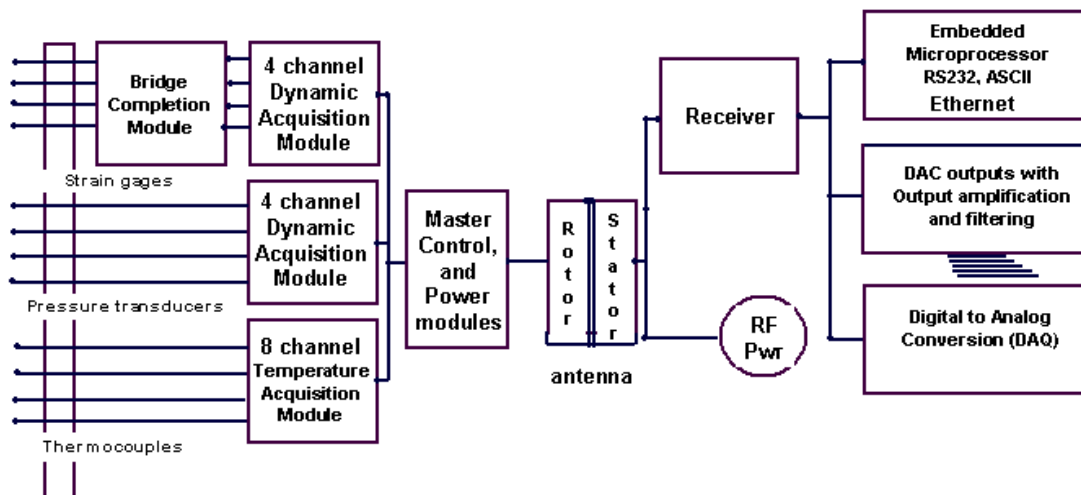 Bridge
Completion
Module
4 channel
Dynamic
Acquisition
Module
Strain gages
4 channel
Dynamic
Acquisition
Module
Pressure transducers
8 channel
Temperature
Acquisition
Module
Thermocouples
Master
Control,
and
Power
modules
Rotor
Stator
antenna
Receiver
RF
Pwr
Embedded
Microprocessor
RS232, ASCII
Ethernet
DAC outputs with
Output amplification
and filtering
Digital to Analog
Conversion (DAQ)